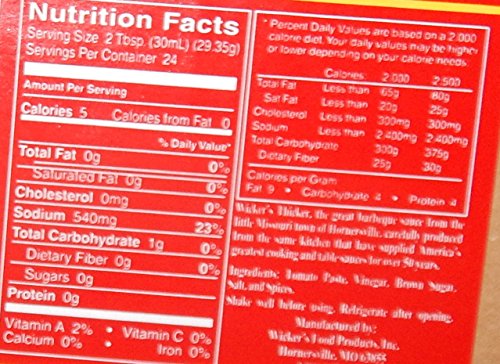 Nutrition Facts
Serving Size 2 Tbsp. (30mL) (29.35g)
Servings Per Container 24
Amount Per Serving
Calories 5 Calories from Fat 0
% Daily Value*
Total Fat 0g 0%
Saturated Fat 0g 0%
Cholesterol 0mg 0%
Sodium 540mg 23%
Total Carbohydrate 1g 0%
Dietary Fiber 0g 0%
Sugars 0g
Protein 0g
Vitamin A 2% • Vitamin C 0%
Calcium 0% • Iron 0%
* Percent Daily Values are based on a 2,000
calorie diet. Your daily values may be higher
or lower depending on your calorie needs.
Calories 2,000 2,500
Total Fat Less than 65g 80g
Sat Fat Less than 20g 25g
Cholesterol Less than 300mg 300mg
Sodium Less than 2,400mg 2,400mg
Total Carbohydrate 300g 375g
Dietary Fiber 25g 30g
Calories per Gram
Fat 9 • Carbohydrate 4 • Protein 4
Wicker's Thicker, the great barbeque sauce from the
little Missouri town of Hornersville, carefully produced
from the same kitchen that have supplied America's
greatest cooking and table sauces for over 50 years.
Ingredients: Tomato Paste, Vinegar, Brown Sugar,
Salt, and Spices.
Shake well before using. Refrigerate after opening.
Manufactured by:
Wicker's Food Products, Inc.
Hornersville, MO 63855